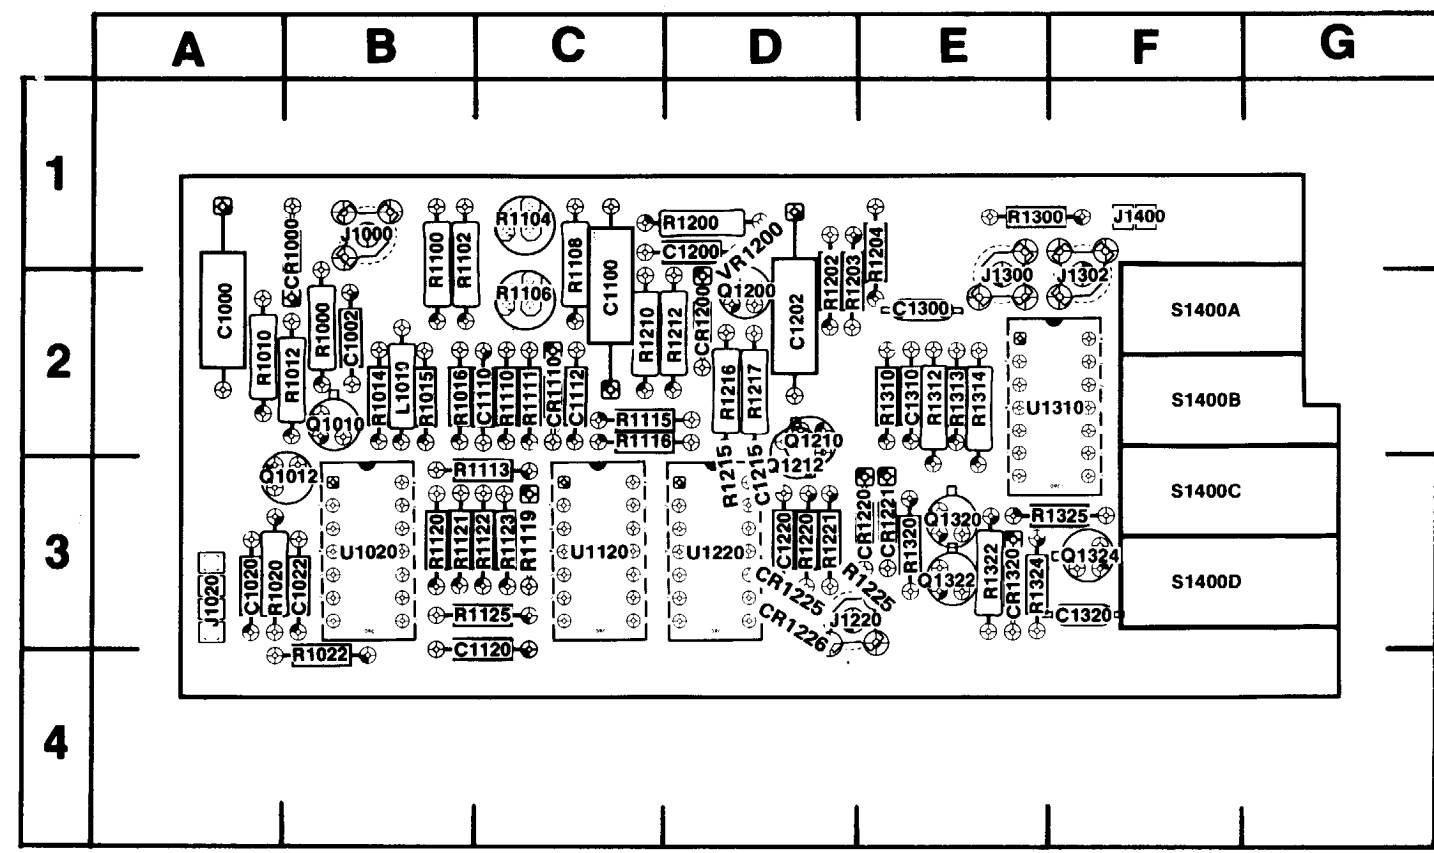 A B C D E F G
1
R1104 R1300 J1400
CR1000 J1000 R1100 R1102 R1108 R1200 C1200 VR1200 R1202 R1203 R1204
J1300 J1302
2
C1000 R1010 R1012 R1000 C1002 R1106 C1100 R1210 R1212 CR1200 Q1200 C1202 C1300 S1400A
R1014 L1010 R1015 R1016 C1110 R1110 R1111 CR1110 C1112 R1216 R1217 R1310 C1310 R1312 R1313 R1314 U1310 S1400B
Q1010 R1115 Q1210
R1116 Q1212
3
Q1012 R1113 R1215 C1215 S1400C
CR1220 CR1221 Q1320 R1325
U1020 R1120 R1121 R1122 R1123 R1119 U1120 U1220 C1220 R1220 R1221 R1320 Q1324
J1020 C1020 R1020 C1022 CR1225 R1225 Q1322 R1322 CR1320 R1324 S1400D
R1125 CR1226 J1220 C1320
R1022 C1120
4